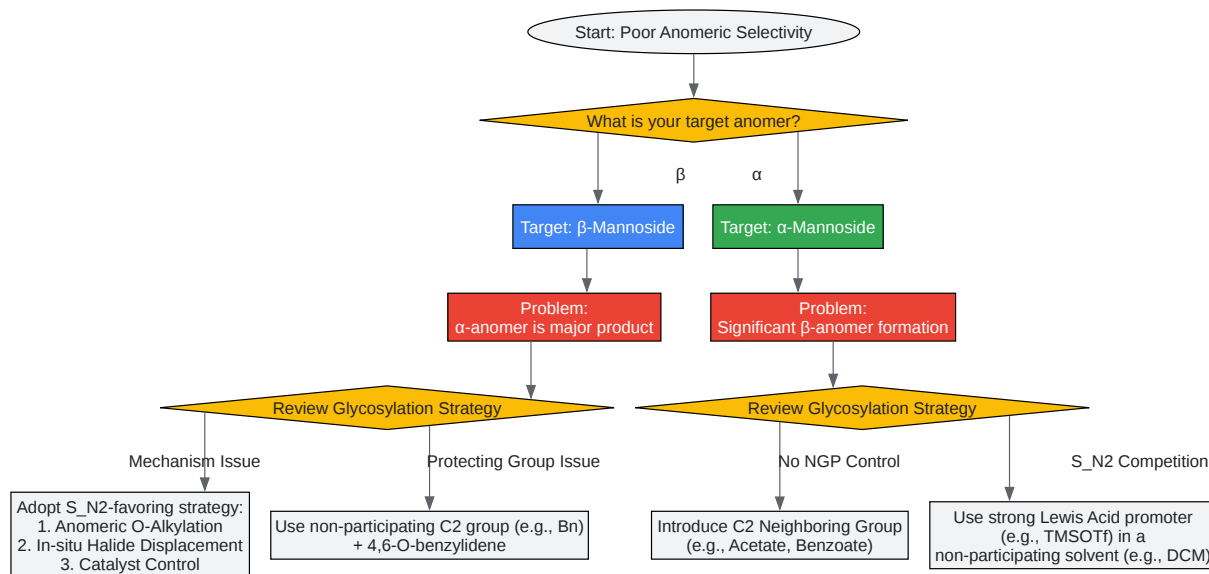 Start: Poor Anomeric Selectivity
What is your target anomer?
β
α
Target: β-Mannoside
Target: α-Mannoside
Problem:
α-anomer is major product
Problem:
Significant β-anomer formation
Review Glycosylation Strategy
Review Glycosylation Strategy
Mechanism Issue
Protecting Group Issue
No NGP Control
S_N2 Competition
Adopt S_N2-favoring strategy:
1. Anomeric O-Alkylation
2. In-situ Halide Displacement
3. Catalyst Control
Use non-participating C2 group (e.g., Bn)
+ 4,6-O-benzylidene
Introduce C2 Neighboring Group
(e.g., Acetate, Benzoate)
Use strong Lewis Acid promoter
(e.g., TMSOTf) in a
non-participating solvent (e.g., DCM)